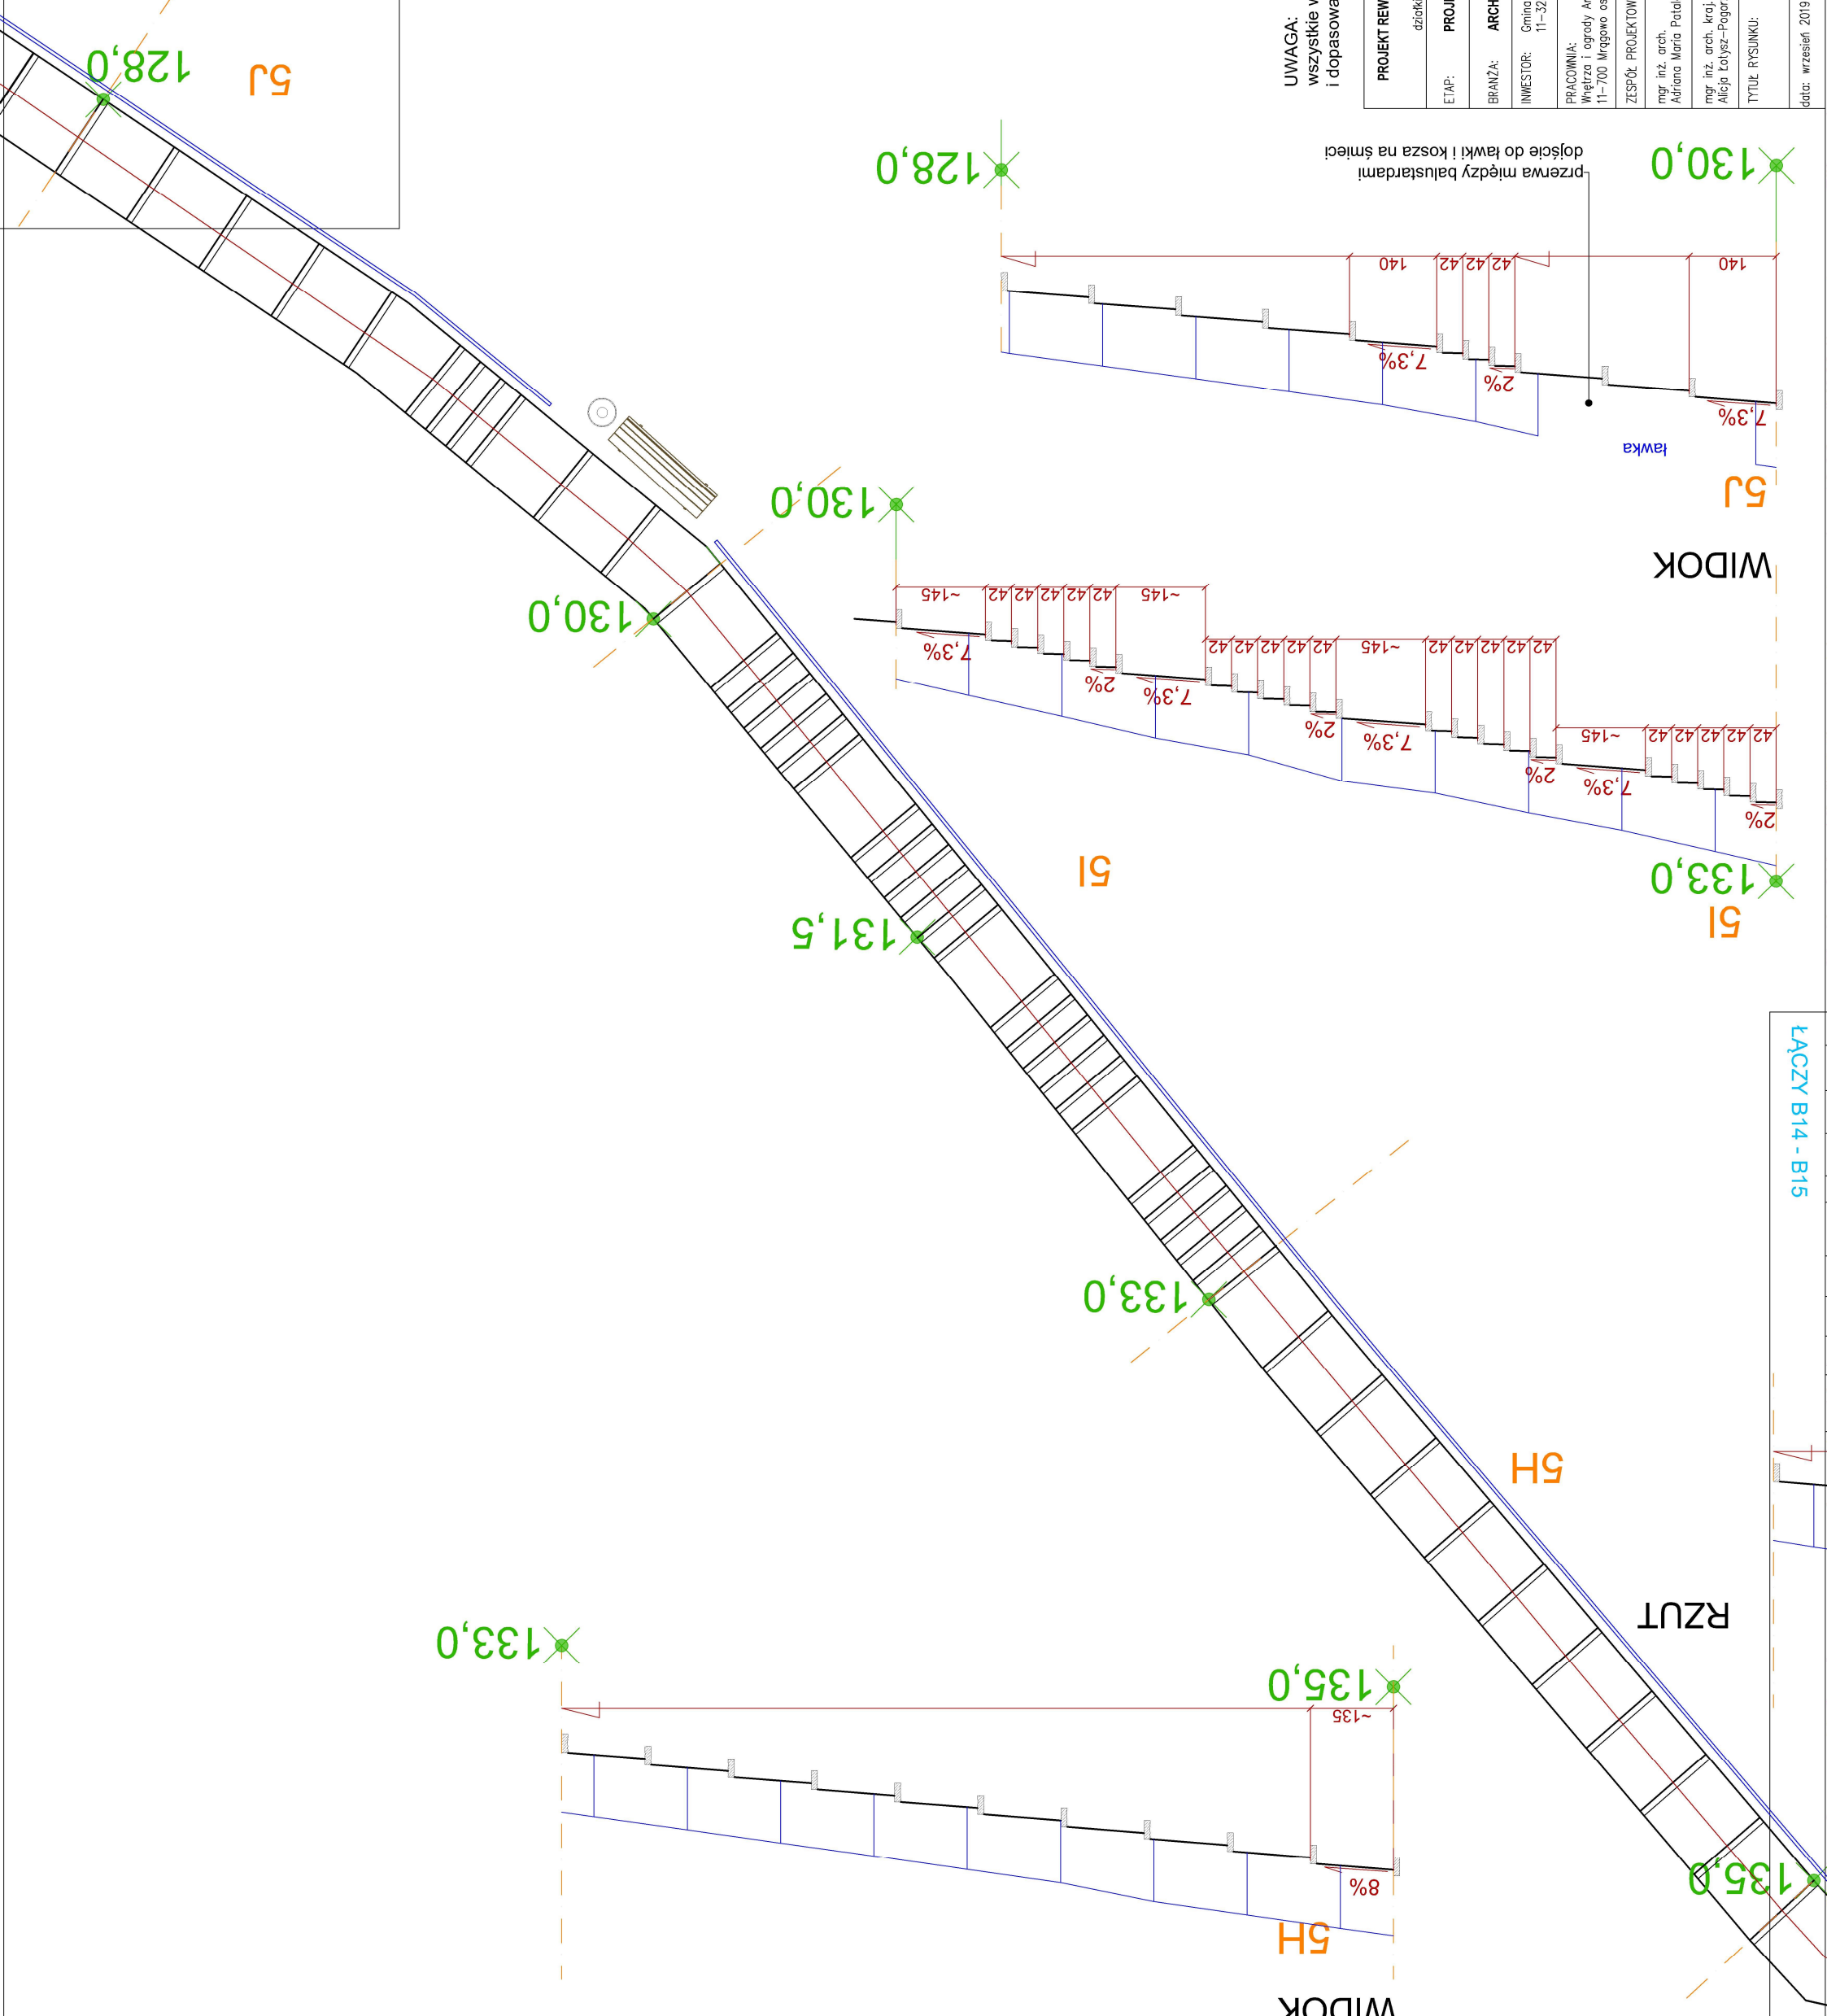 128,0
5J
UWAGA:
wszystkie
i dopasowa
PROJEKT REW
działki
ETAP: PROJ
BRANŻA: ARCH
INWESTOR: Gmina
11-32
PRACOWNIA:
Wnętrza i ogrody
11-700 Mrągowo os
ZESPÓŁ PROJEKTOW
mgr inż. arch.
Adriana Maria Patal
mgr inż. arch. kraj.
Alicja Łotysz-Pogor
TYTUŁ RYSUNKU:
data: wrzesień 2019
128,0
130,0
przerwa między balustardami
dojście do ławki i kosza na śmieci
140 42 42 42 140
7,3% 2% 7,3%
ławka
5J
WIDOK
130,0
130,0
~145 42 42 42 42 42 ~145
42 42 42 42 42 ~145 42 42 42 42 42
~145 42 42 42 42 42
7,3% 2% 7,3% 2% 7,3% 2% 7,3% 2%
133,0
5I
5I
131,5
ŁĄCZY B14 - B15
133,0
5H
RZUT
133,0
135,0
~135
8%
135,0
5H
WIDOK